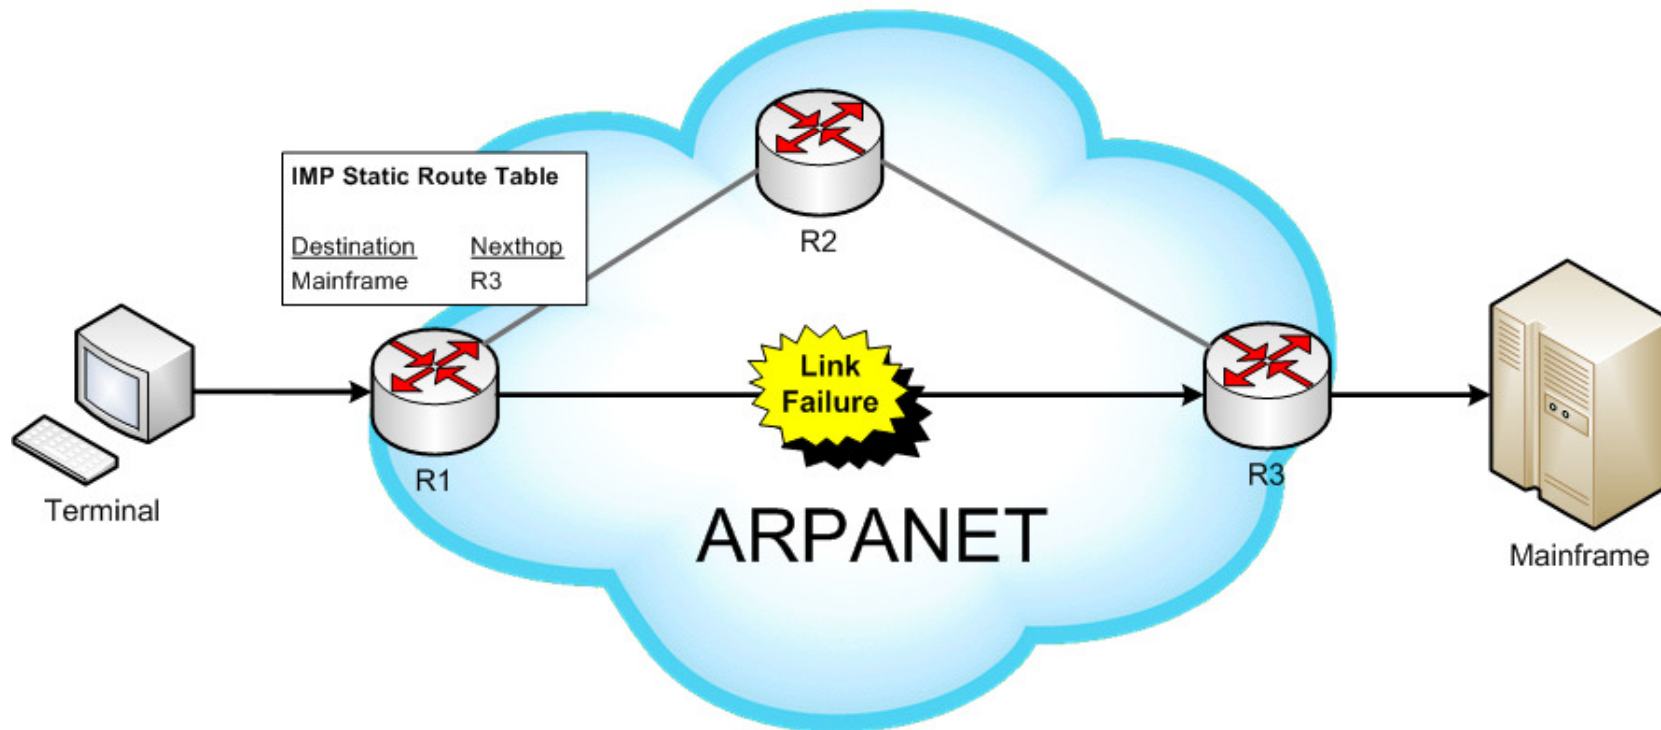 IMP Static Route Table
Destination Nexthop
Mainframe R3
R2
Link
Failure
R1
R3
Terminal
ARPANET
Mainframe